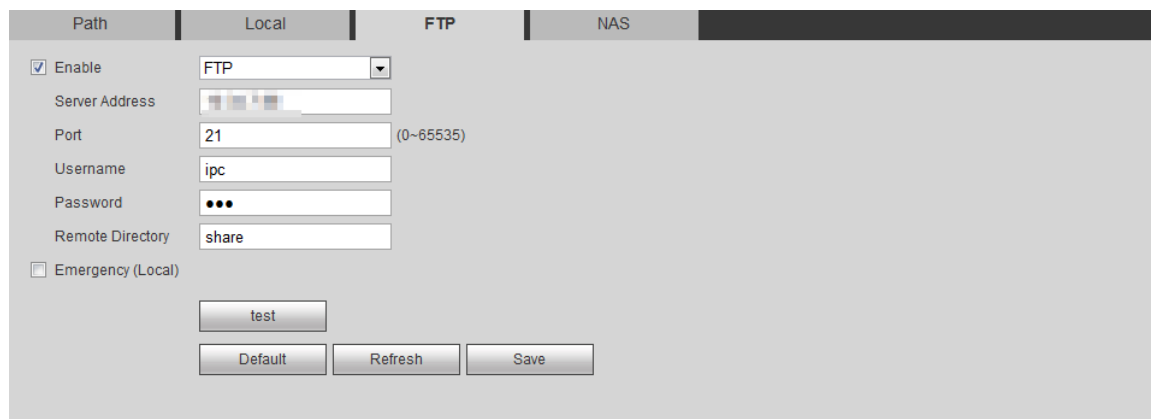 Path Local FTP NAS
Enable FTP
Server Address
Port 21 (0~65535)
Username ipc
Password •••
Remote Directory share
Emergency (Local)
test
Default Refresh Save